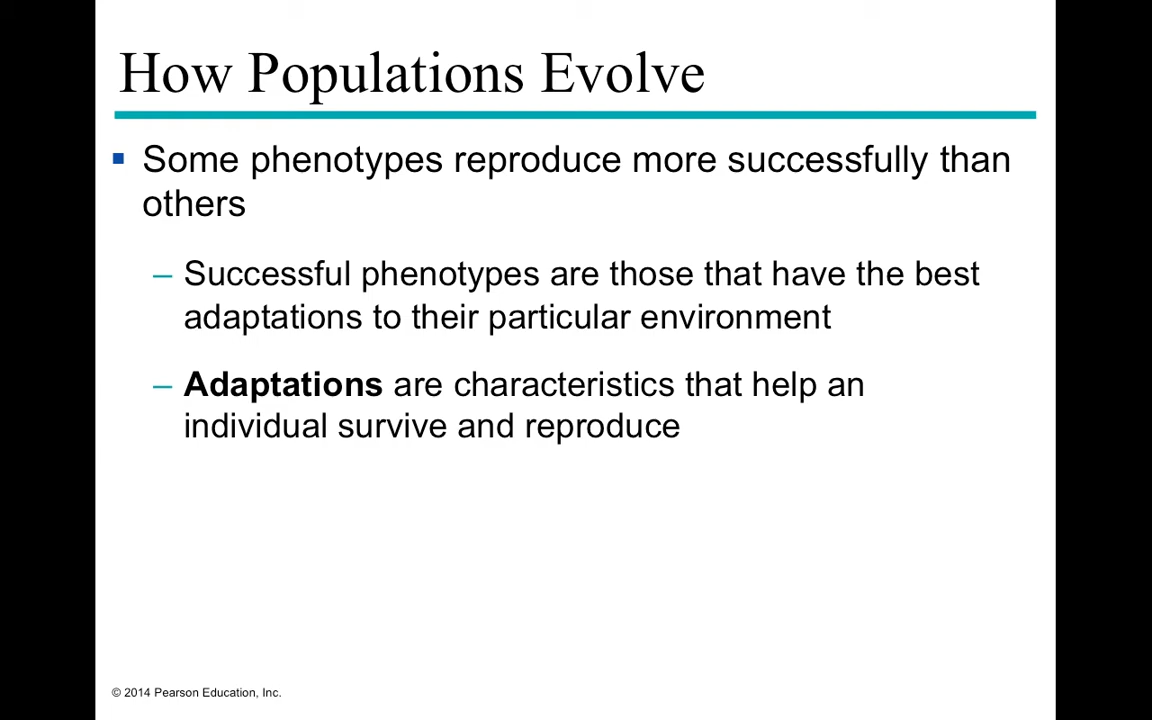 How Populations Evolve
▪ Some phenotypes reproduce more successfully than
others
– Successful phenotypes are those that have the best
adaptations to their particular environment
– Adaptations are characteristics that help an
individual survive and reproduce
© 2014 Pearson Education, Inc.